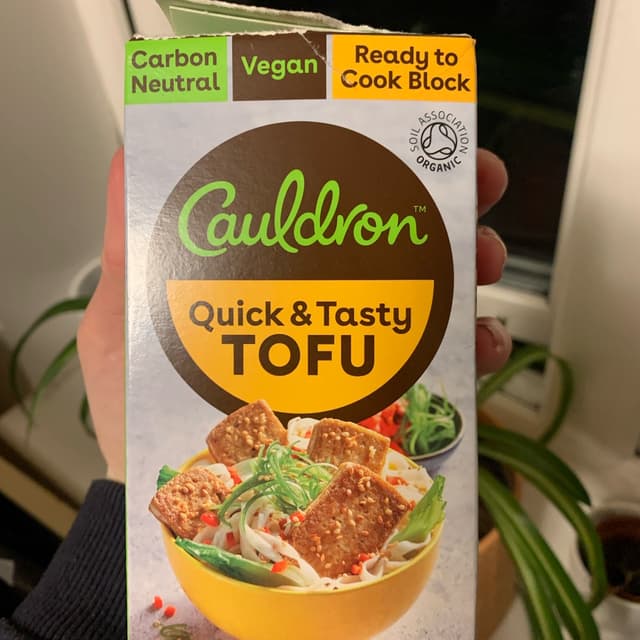 Carbon
Neutral
Vegan
Ready to
Cook Block
SOIL ASSOCIATION
ORGANIC
Cauldron™
Quick & Tasty
TOFU